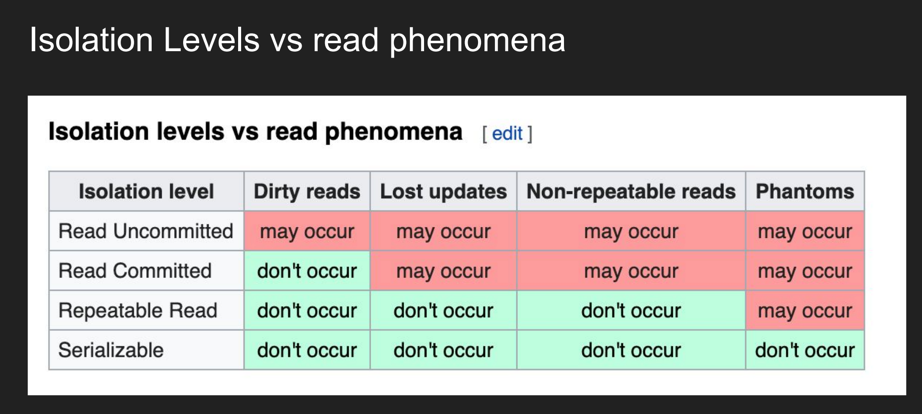 Isolation Levels vs read phenomena
Isolation levels vs read phenomena [ edit ]
Isolation level Dirty reads Lost updates Non-repeatable reads Phantoms
Read Uncommitted may occur may occur may occur may occur
Read Committed don't occur may occur may occur may occur
Repeatable Read don't occur don't occur don't occur may occur
Serializable don't occur don't occur don't occur don't occur